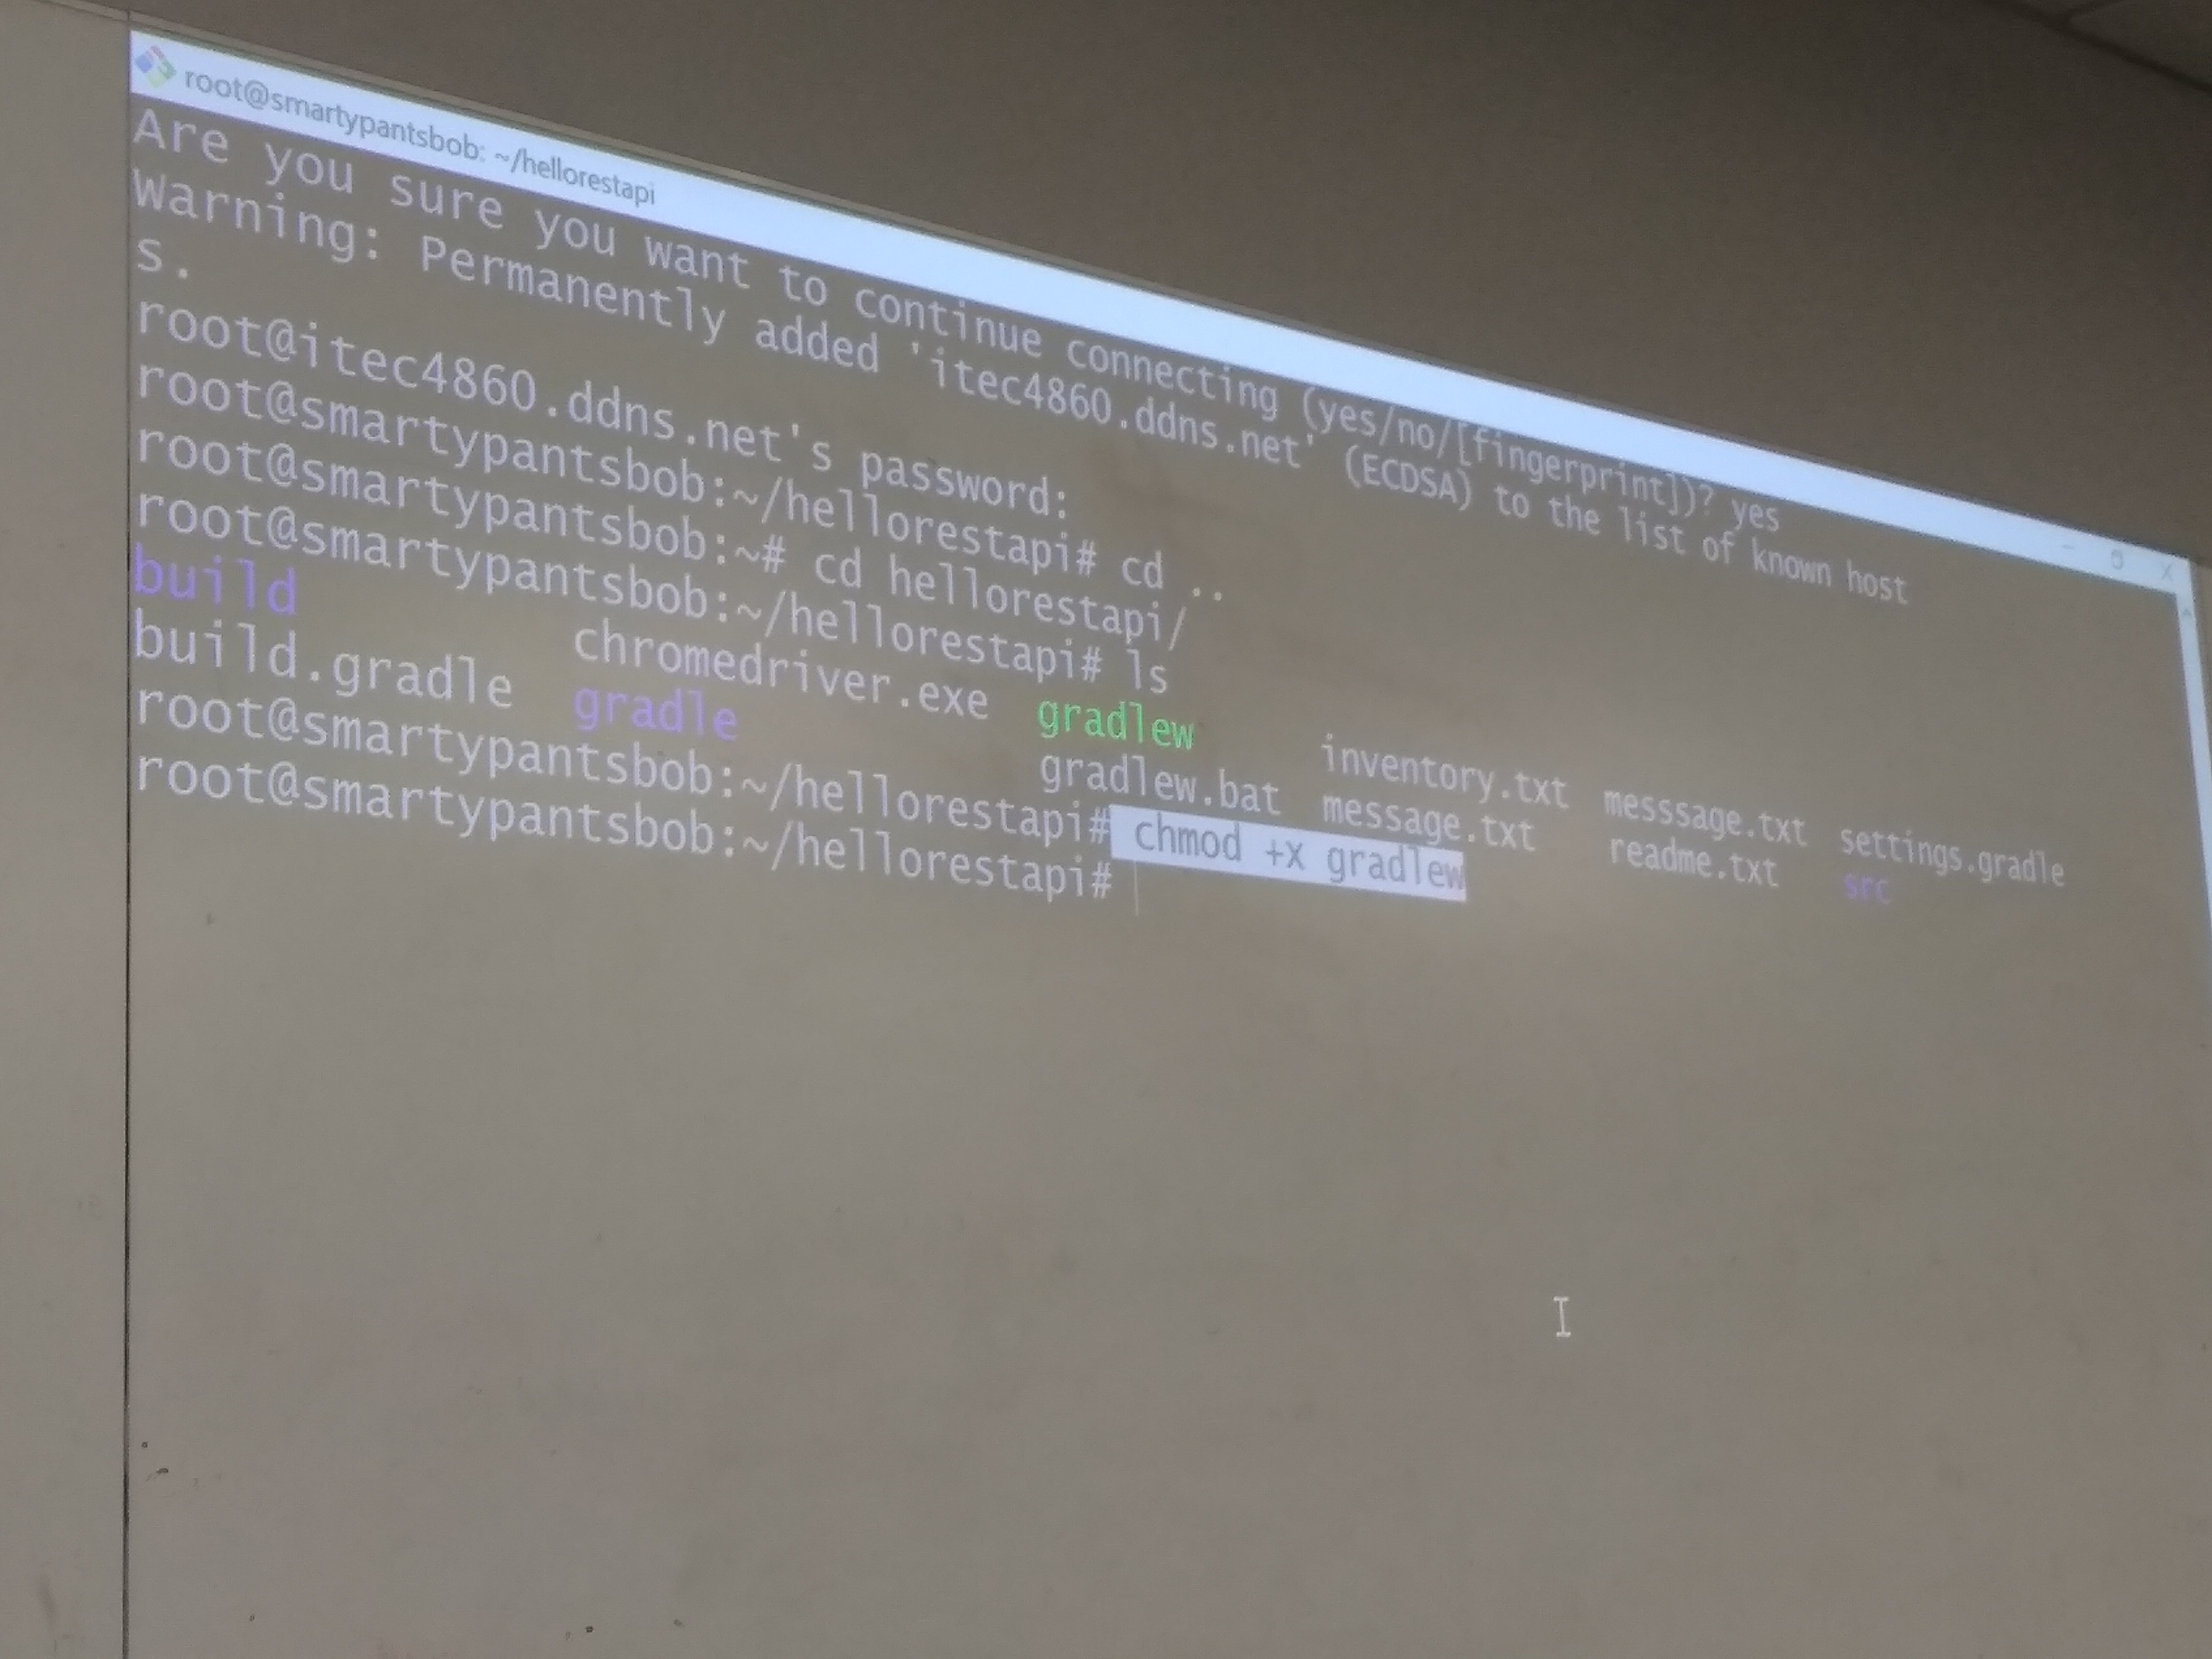 root@smartypantsbob: ~/hellorestapi
Are you sure you want to continue connecting (yes/no/[fingerprint])? yes
Warning: Permanently added 'itec4860.ddns.net' (ECDSA) to the list of known host
s.
root@itec4860.ddns.net's password:
root@smartypantsbob:~/hellorestapi# cd ..
root@smartypantsbob:~# cd hellorestapi/
root@smartypantsbob:~/hellorestapi# ls
build chromedriver.exe gradlew inventory.txt messsage.txt settings.gradle
build.gradle gradle gradlew.bat message.txt readme.txt src
root@smartypantsbob:~/hellorestapi# chmod +x gradlew
root@smartypantsbob:~/hellorestapi#